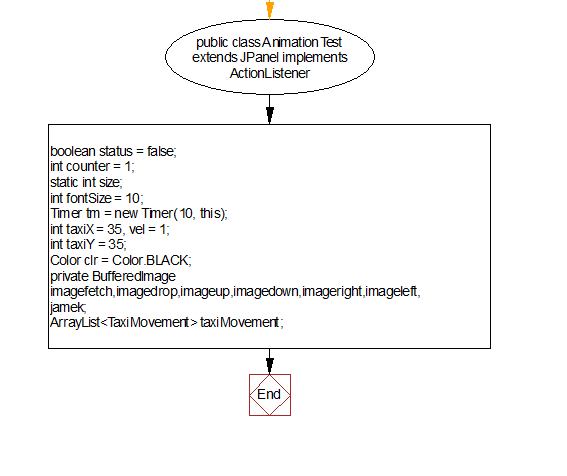 public class Animation Test
extends JPanel implements
ActionListener
boolean status = false;
int counter = 1;
static int size;
int fontSize = 10;
Timer tm = new Timer(10, this);
int taxiX = 35, vel = 1;
int taxiY = 35;
Color clr = Color.BLACK;
private BufferedImage
imagefetch,imagedrop,imageup,imagedown,imageright,imageleft,
jamek;
ArrayList<TaxiMovement> taxiMovement;
End